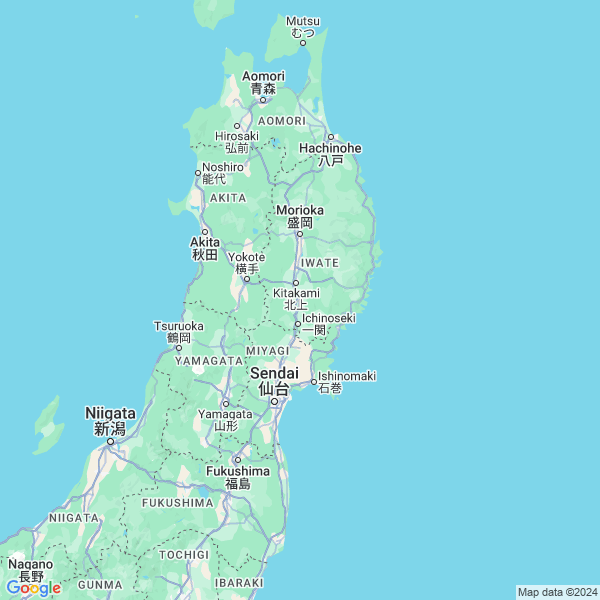 Mutsu
むつ
Aomori
青森
AOMORI
Hirosaki
弘前
Hachinohe
八戸
Noshiro
能代
AKITA
Morioka
盛岡
Akita
秋田
Yokote
横手
IWATE
Kitakami
北上
Ichinoseki
一関
Tsuruoka
鶴岡
MIYAGI
YAMAGATA
Sendai
仙台
Ishinomaki
石巻
Yamagata
山形
Niigata
新潟
Fukushima
福島
FUKUSHIMA
NIIGATA
TOCHIGI
Nagano
長野
GUNMA
IBARAKI
Google
Map data ©2024